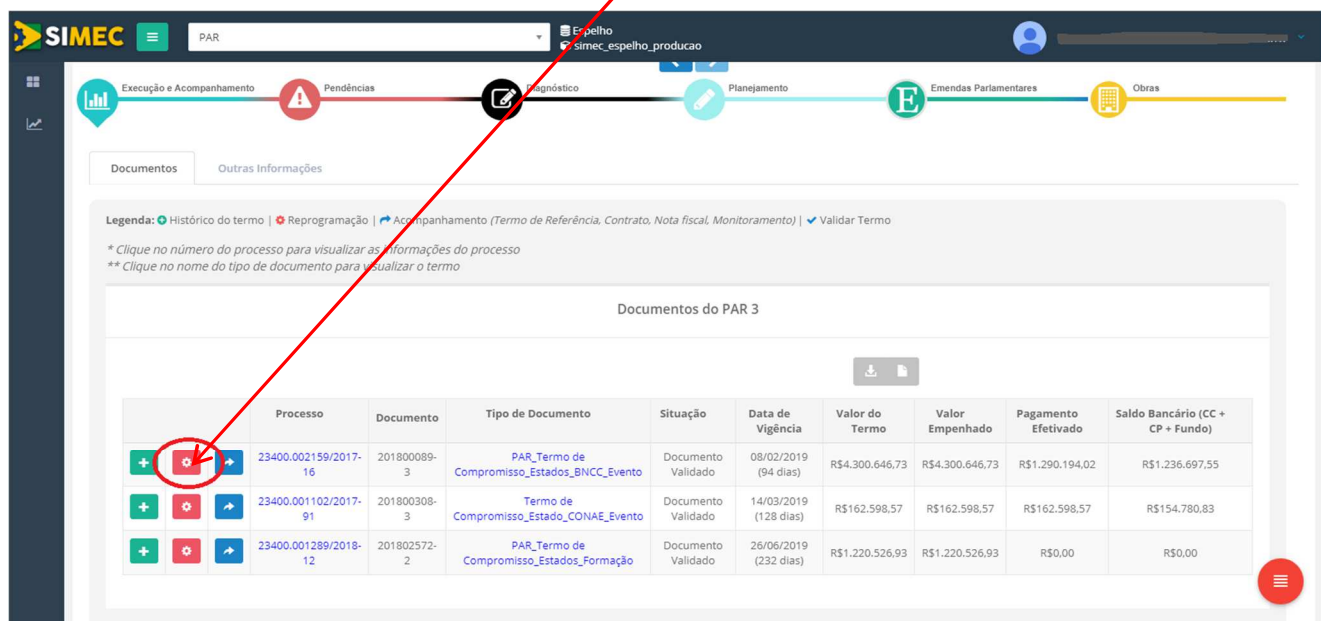 SIMEC
PAR
Espelho
simec_espelho_producao
Execução e Acompanhamento
Pendências
Diagnóstico
Planejamento
Emendas Parlamentares
Obras
E
Documentos
Outras Informações
Legenda: Histórico do termo | Reprogramação | Acompanhamento (Termo de Referência, Contrato, Nota fiscal, Monitoramento) | Validar Termo
* Clique no número do processo para visualizar as informações do processo
** Clique no nome do tipo de documento para visualizar o termo
Documentos do PAR 3
Processo Documento Tipo de Documento Situação Data de Vigência Valor do Termo Valor Empenhado Pagamento Efetivado Saldo Bancário (CC + CP + Fundo)
23400.002159/2017-16 201800089-3 PAR_Termo de Compromisso_Estados_BNCC_Evento Documento Validado 08/02/2019 (94 dias) R$4.300.646,73 R$4.300.646,73 R$1.290.194,02 R$1.236.697,55
23400.001102/2017-91 201800308-3 Termo de Compromisso_Estado_CONAE_Evento Documento Validado 14/03/2019 (128 dias) R$162.598,57 R$162.598,57 R$162.598,57 R$154.780,83
23400.001289/2018-12 201802572-2 PAR_Termo de Compromisso_Estados_Formação Documento Validado 26/06/2019 (232 dias) R$1.220.526,93 R$1.220.526,93 R$0,00 R$0,00